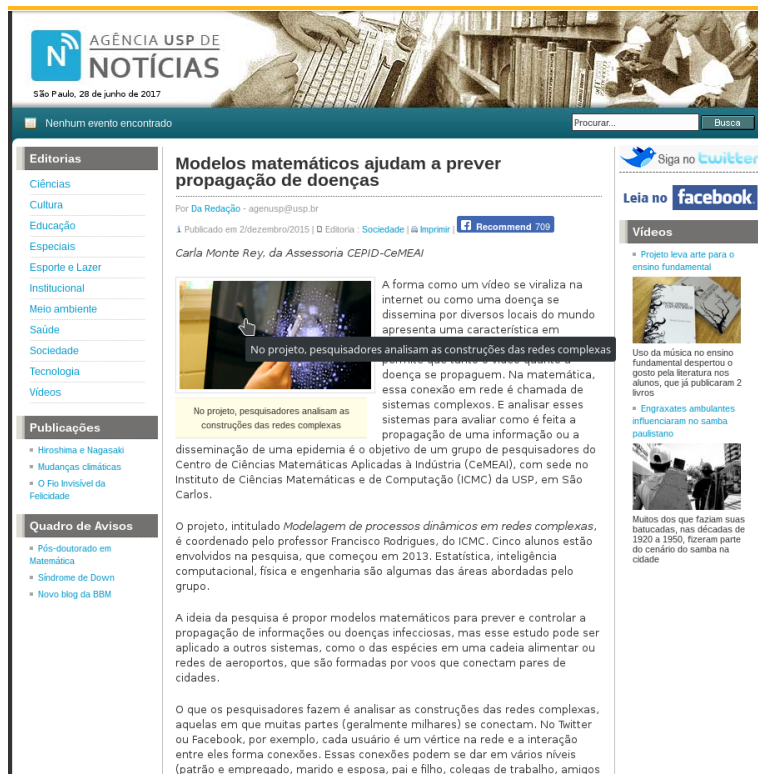 AGÊNCIA USP DE
NOTÍCIAS
São Paulo, 28 de junho de 2017
Nenhum evento encontrado
Procurar...
Busca
Editorias
Ciências
Cultura
Educação
Especiais
Esporte e Lazer
Institucional
Meio ambiente
Saúde
Sociedade
Tecnologia
Vídeos
Publicações
Hiroshima e Nagasaki
Mudanças climáticas
O Fio Invisível da
Felicidade
Quadro de Avisos
Pós-doutorado em
Matemática
Síndrome de Down
Novo blog da BBM
Modelos matemáticos ajudam a prever
propagação de doenças
Por Da Redação - agenusp@usp.br
Publicado em 2/dezembro/2015 | Editoria : Sociedade | Imprimir | Recommend 709
Carla Monte Rey, da Assessoria CEPID-CeMEAI
A forma como um vídeo se viraliza na
internet ou como uma doença se
dissemina por diversos locais do mundo
apresenta uma característica em
No projeto, pesquisadores analisam as construções das redes complexas
permite que tanto o vídeo quanto a
doença se propaguem. Na matemática,
essa conexão em rede é chamada de
sistemas complexos. E analisar esses
sistemas para avaliar como é feita a
propagação de uma informação ou a
No projeto, pesquisadores analisam as
construções das redes complexas
disseminação de uma epidemia é o objetivo de um grupo de pesquisadores do
Centro de Ciências Matemáticas Aplicadas à Indústria (CeMEAI), com sede no
Instituto de Ciências Matemáticas e de Computação (ICMC) da USP, em São
Carlos.
O projeto, intitulado Modelagem de processos dinâmicos em redes complexas,
é coordenado pelo professor Francisco Rodrigues, do ICMC. Cinco alunos estão
envolvidos na pesquisa, que começou em 2013. Estatística, inteligência
computacional, física e engenharia são algumas das áreas abordadas pelo
grupo.
A ideia da pesquisa é propor modelos matemáticos para prever e controlar a
propagação de informações ou doenças infecciosas, mas esse estudo pode ser
aplicado a outros sistemas, como o das espécies em uma cadeia alimentar ou
redes de aeroportos, que são formadas por voos que conectam pares de
cidades.
O que os pesquisadores fazem é analisar as construções das redes complexas,
aquelas em que muitas partes (geralmente milhares) se conectam. No Twitter
ou Facebook, por exemplo, cada usuário é um vértice na rede e a interação
entre eles forma conexões. Essas conexões podem se dar em vários níveis
(patrão e empregado, marido e esposa, pai e filho, colegas de trabalho, amigos
Siga no twitter
Leia no facebook.
Vídeos
Projeto leva arte para o
ensino fundamental
Uso da música no ensino
fundamental despertou o
gosto pela literatura nos
alunos, que já publicaram 2
livros
Engraxates ambulantes
influenciaram no samba
paulistano
Muitos dos que faziam suas
batucadas, nas décadas de
1920 a 1950, fizeram parte
do cenário do samba na
cidade